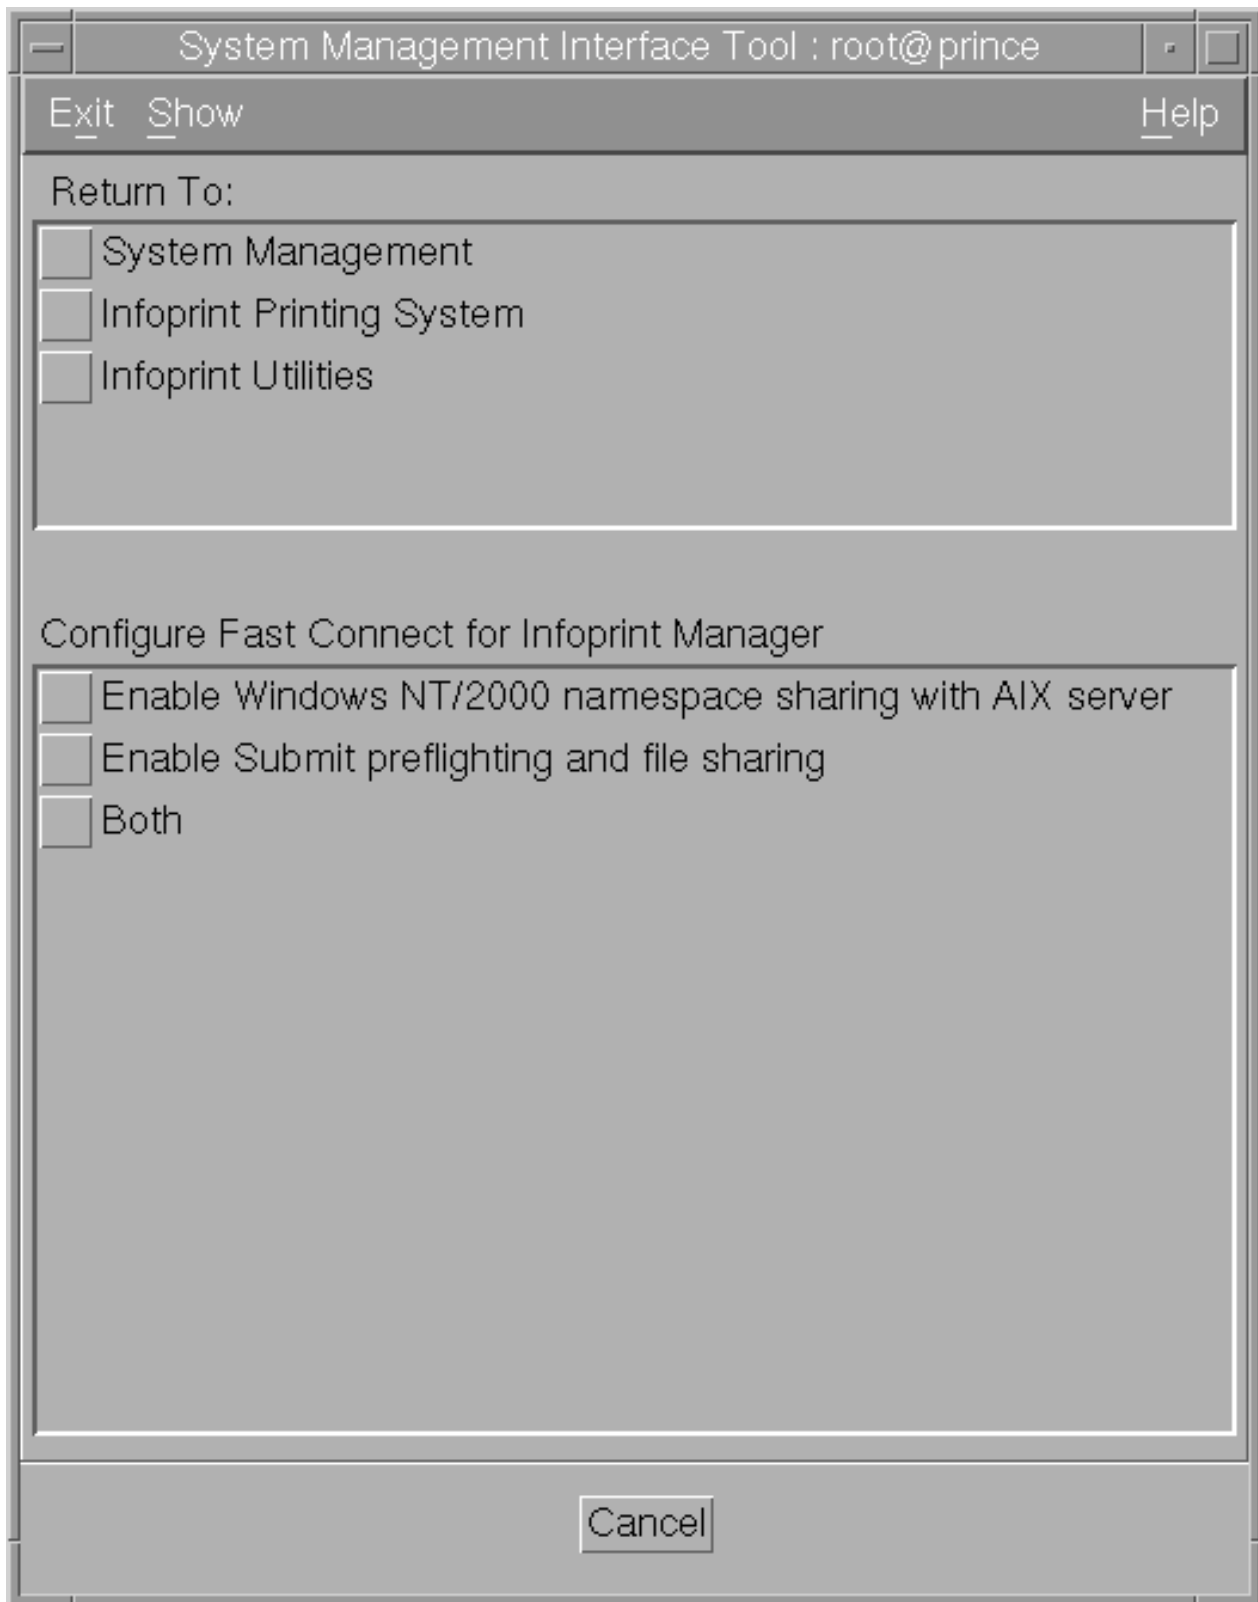 System Management Interface Tool : root@prince
Exit Show Help
Return To:
System Management
Infoprint Printing System
Infoprint Utilities
Configure Fast Connect for Infoprint Manager
Enable Windows NT/2000 namespace sharing with AIX server
Enable Submit preflighting and file sharing
Both
Cancel